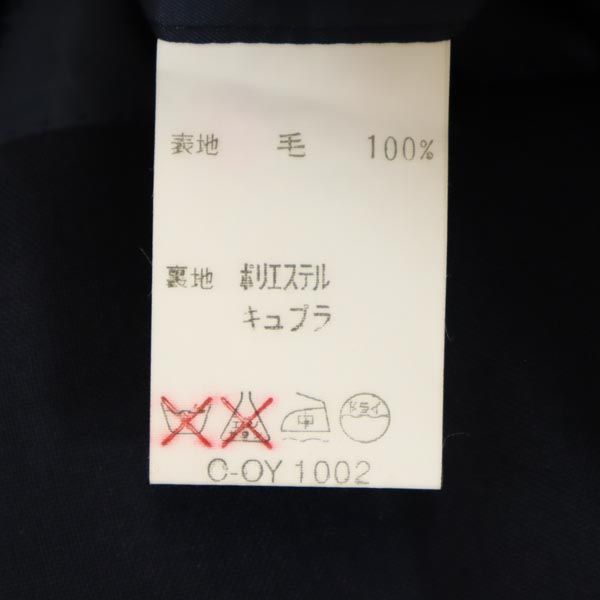 表地 毛 100%
裏地 ポリエステル
キュプラ
中 ドライ
C-OY 1002